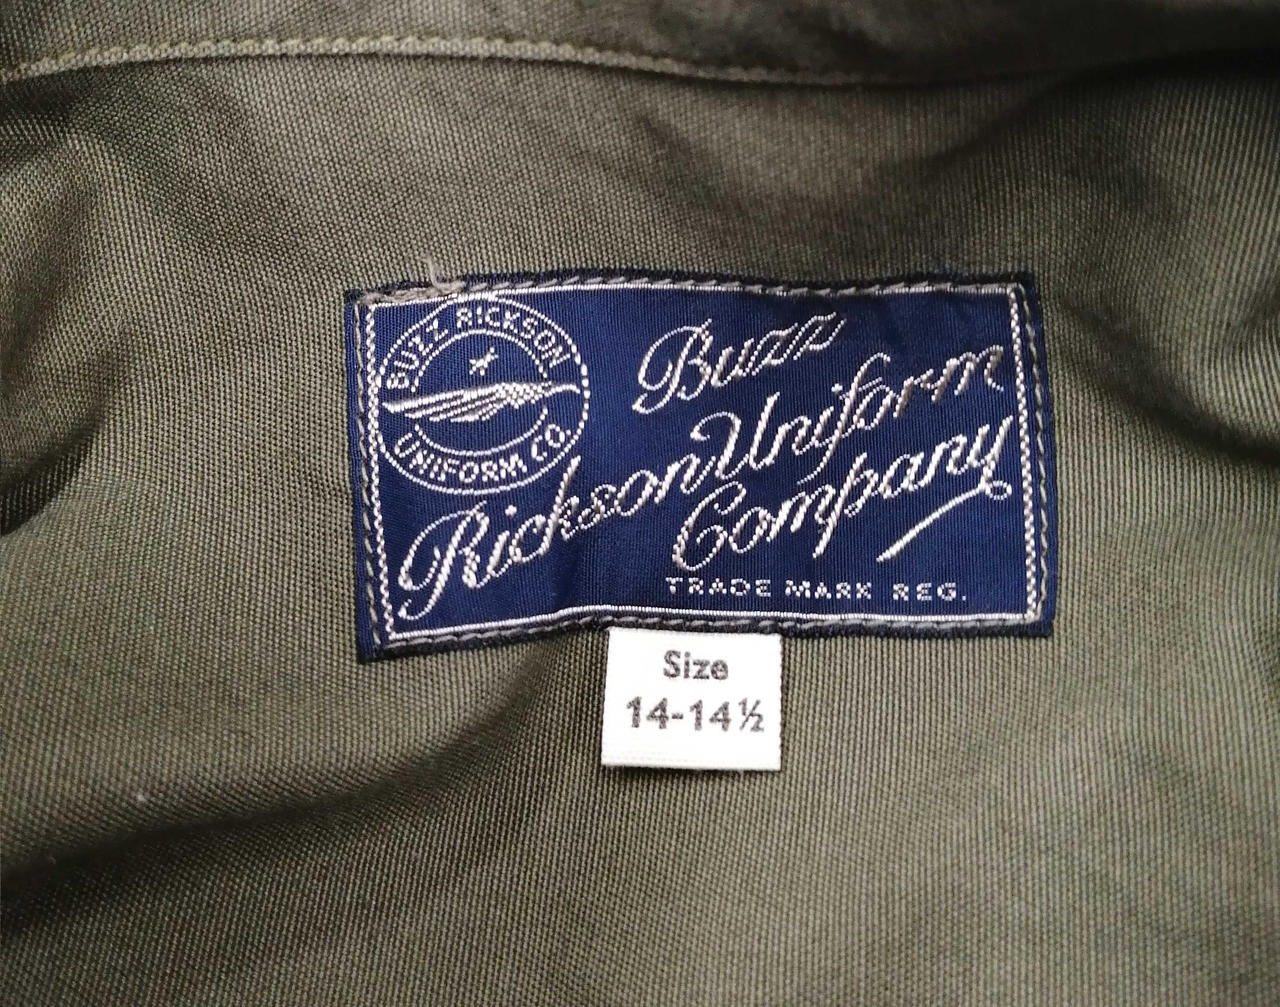 BUZZ RICKSON
UNIFORM CO.
Buzz
Rickson Uniform
Company
TRADE MARK REG.
Size
14-14½